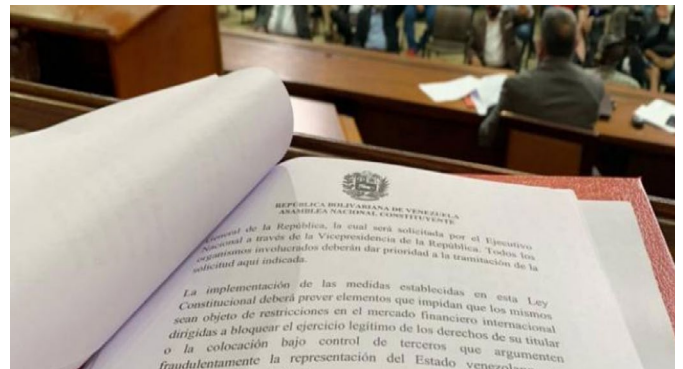 REPÚBLICA BOLIVARIANA DE VENEZUELA
ASAMBLEA NACIONAL CONSTITUYENTE
General de la República, la cual será solicitada por el Ejecutivo
Nacional a través de la Vicepresidencia de la República. Todos los
organismos involucrados deberán dar prioridad a la tramitación de la
solicitud aquí indicada.
La implementación de las medidas establecidas en esta Ley
Constitucional deberá prever elementos que impidan que los mismos
sean objeto de restricciones en el mercado financiero internacional
dirigidas a bloquear el ejercicio legítimo de los derechos de su titular
o la colocación bajo control de terceros que argumenten
fraudulentamente la representación del Estado